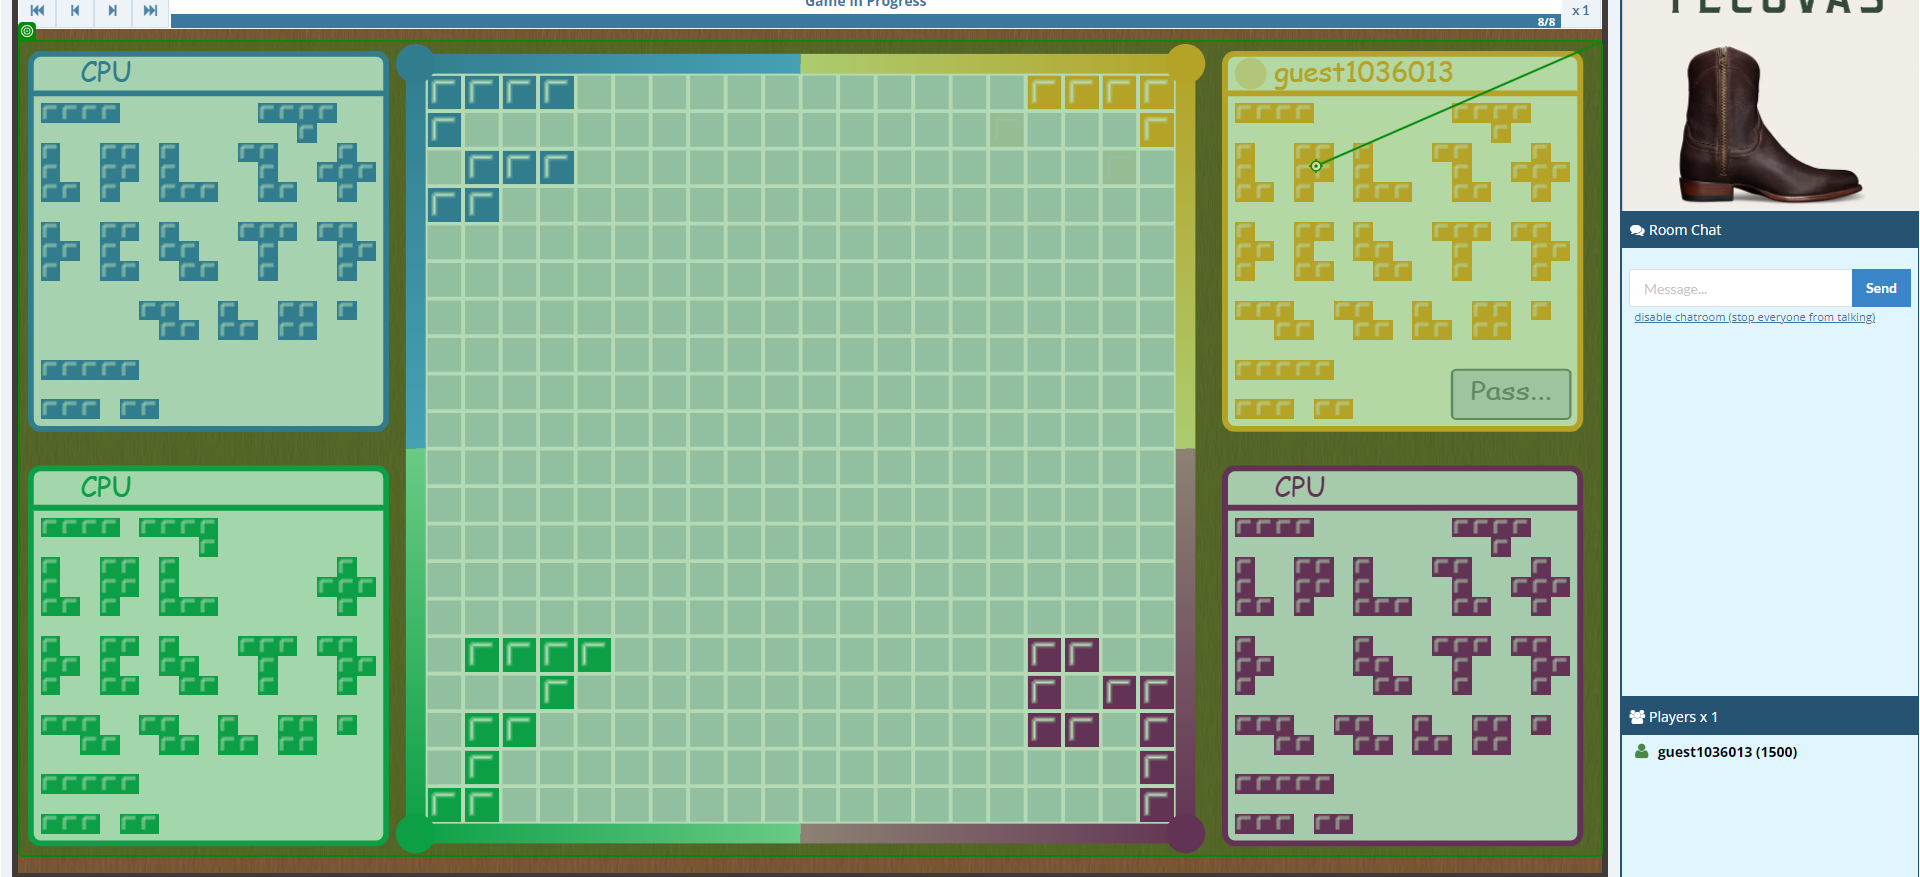 Game in Progress
x 1
8/8
CPU
guest1036013
Pass...
CPU
CPU
Room Chat
Message...
Send
disable chatroom (stop everyone from talking)
Players x 1
guest1036013 (1500)